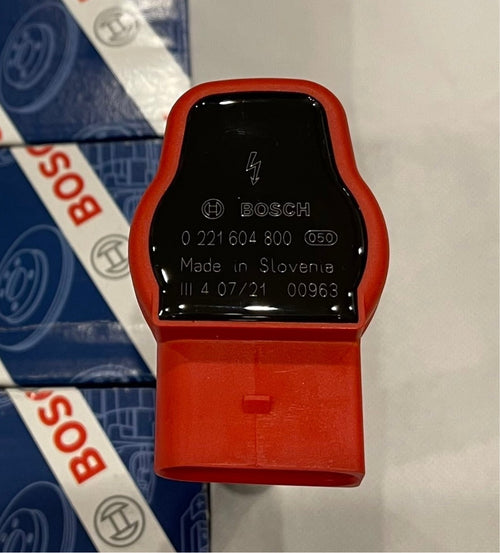 BOSCH
0 221 604 800 050
Made in Slovenia
III 4 07/21 00963
BOSCH
BOSCH